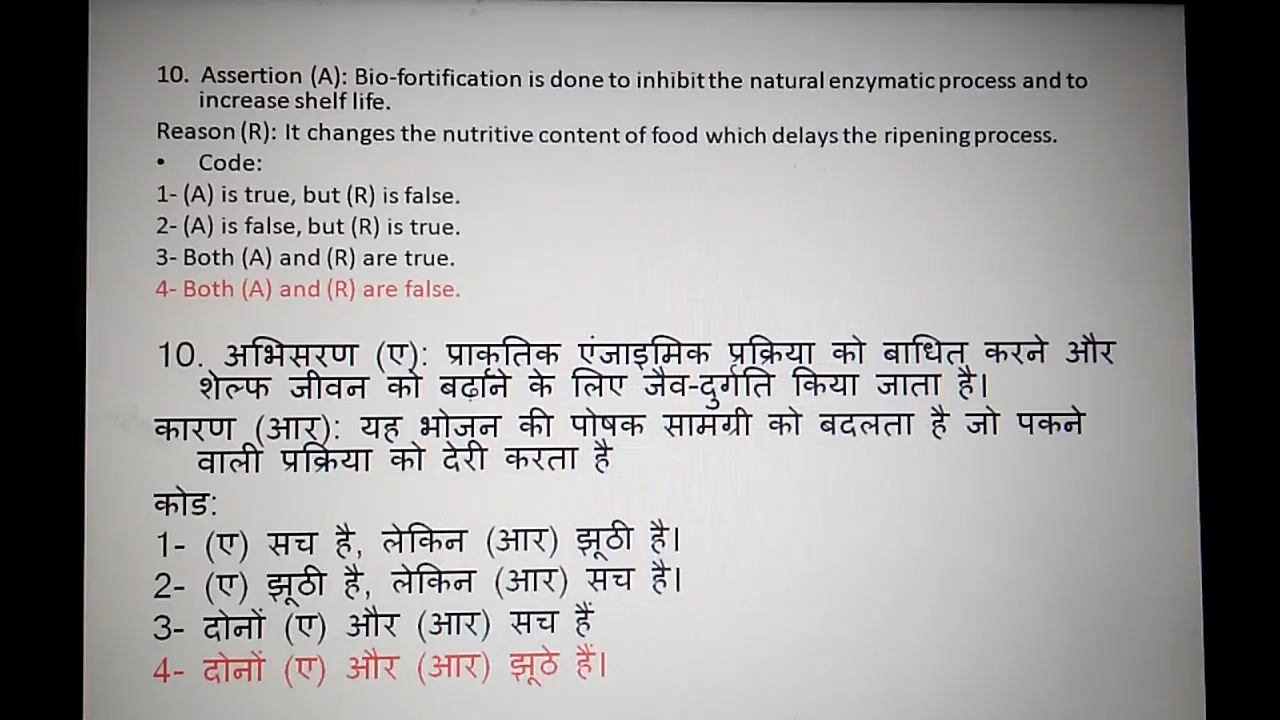 10. Assertion (A): Bio-fortification is done to inhibit the natural enzymatic process and to
increase shelf life.
Reason (R): It changes the nutritive content of food which delays the ripening process.
• Code:
1- (A) is true, but (R) is false.
2- (A) is false, but (R) is true.
3- Both (A) and (R) are true.
4- Both (A) and (R) are false.
10. अभिसरण (ए): प्राकृतिक एंजाइमिक प्रक्रिया को बाधित करने और
शेल्फ जीवन को बढ़ाने के लिए जैव-दुर्गति किया जाता है।
कारण (आर): यह भोजन की पोषक सामग्री को बदलता है जो पकने
वाली प्रक्रिया को देरी करता है
कोड:
1- (ए) सच है, लेकिन (आर) झूठी है।
2- (ए) झूठी है, लेकिन (आर) सच है।
3- दोनों (ए) और (आर) सच हैं
4- दोनों (ए) और (आर) झूठे हैं।